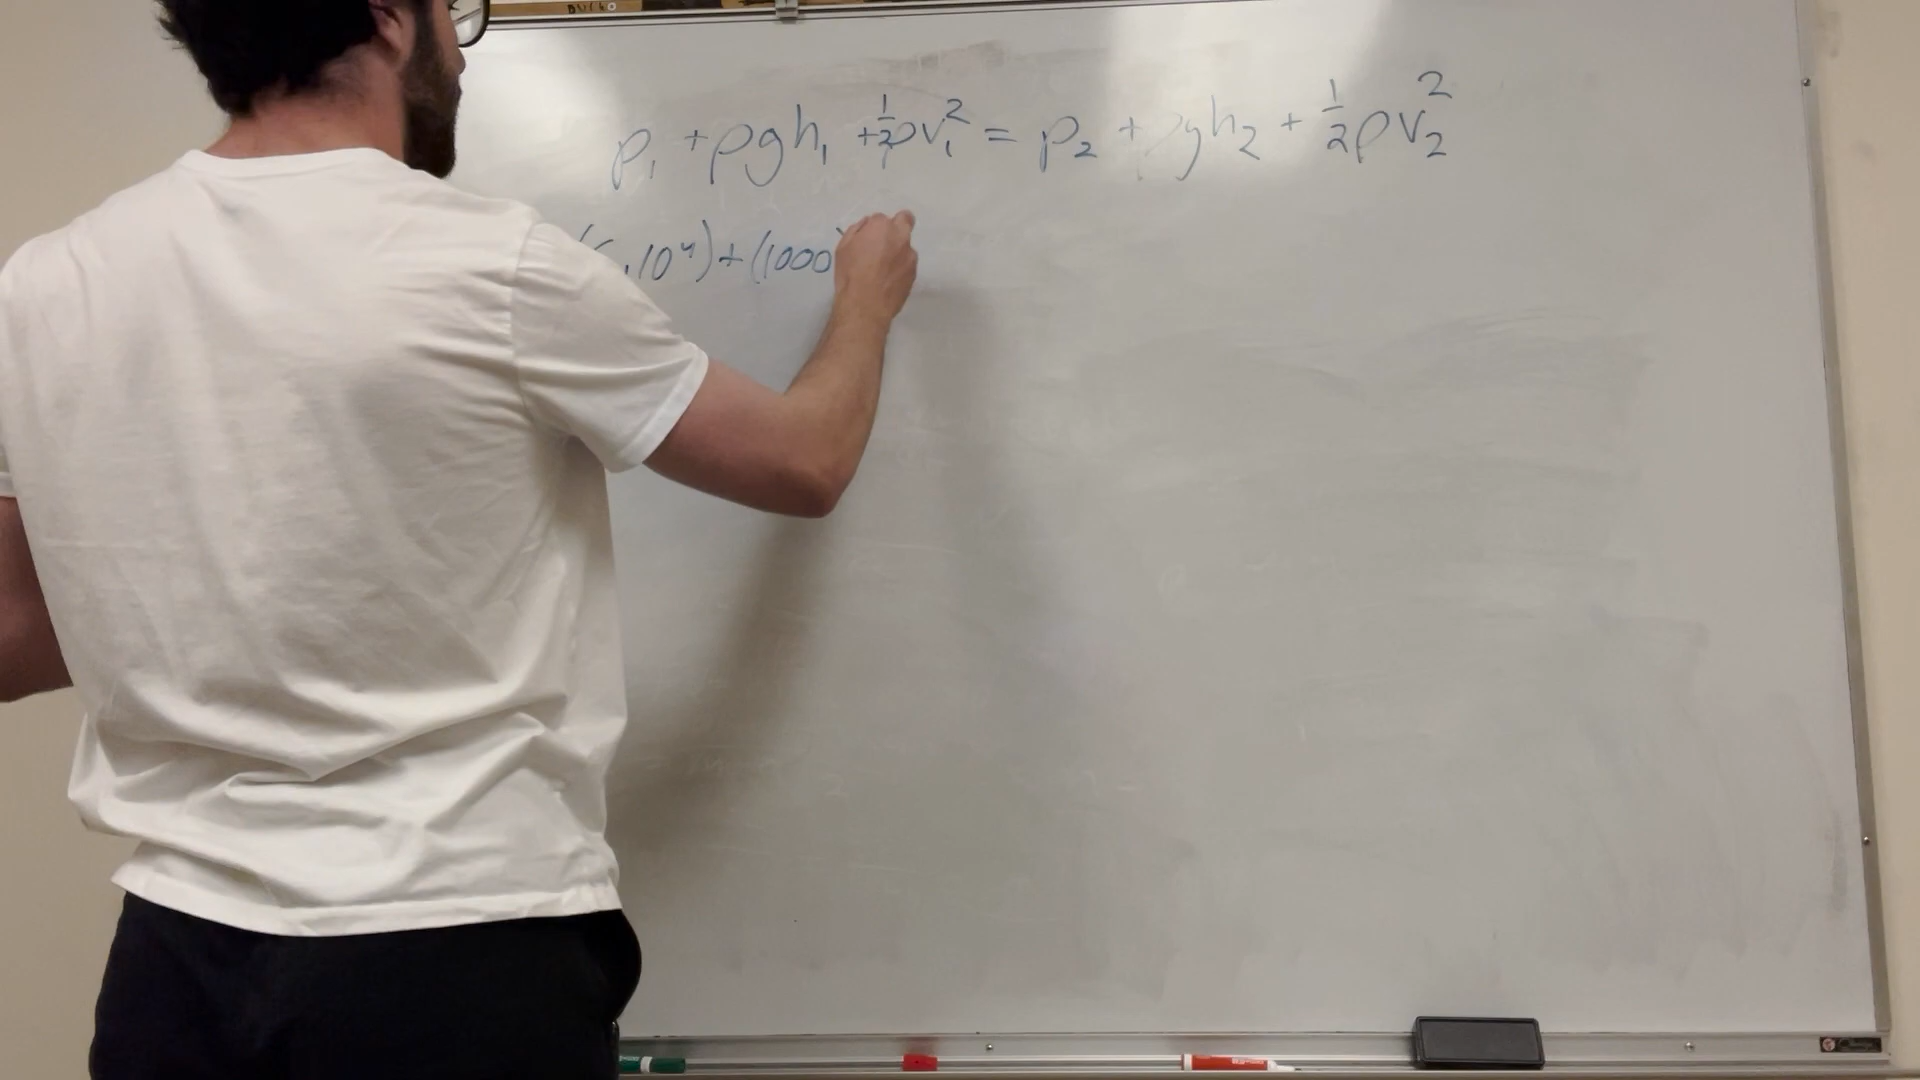 p₁ + ρgh₁ + ½ρv₁² = p₂ + ρgh₂ + ½ρv₂²
·10⁴) + (1000)